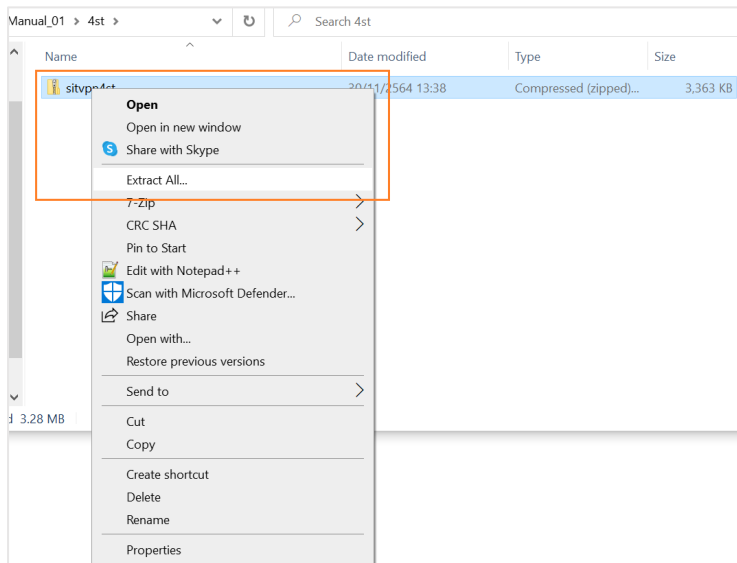 Manual_01 > 4st >
Search 4st
Name Date modified Type Size
sitvpn4st 30/11/2564 13:38 Compressed (zipped)... 3,363 KB
Open
Open in new window
Share with Skype
Extract All...
7-Zip
CRC SHA
Pin to Start
Edit with Notepad++
Scan with Microsoft Defender...
Share
Open with...
Restore previous versions
Send to
3.28 MB
Cut
Copy
Create shortcut
Delete
Rename
Properties